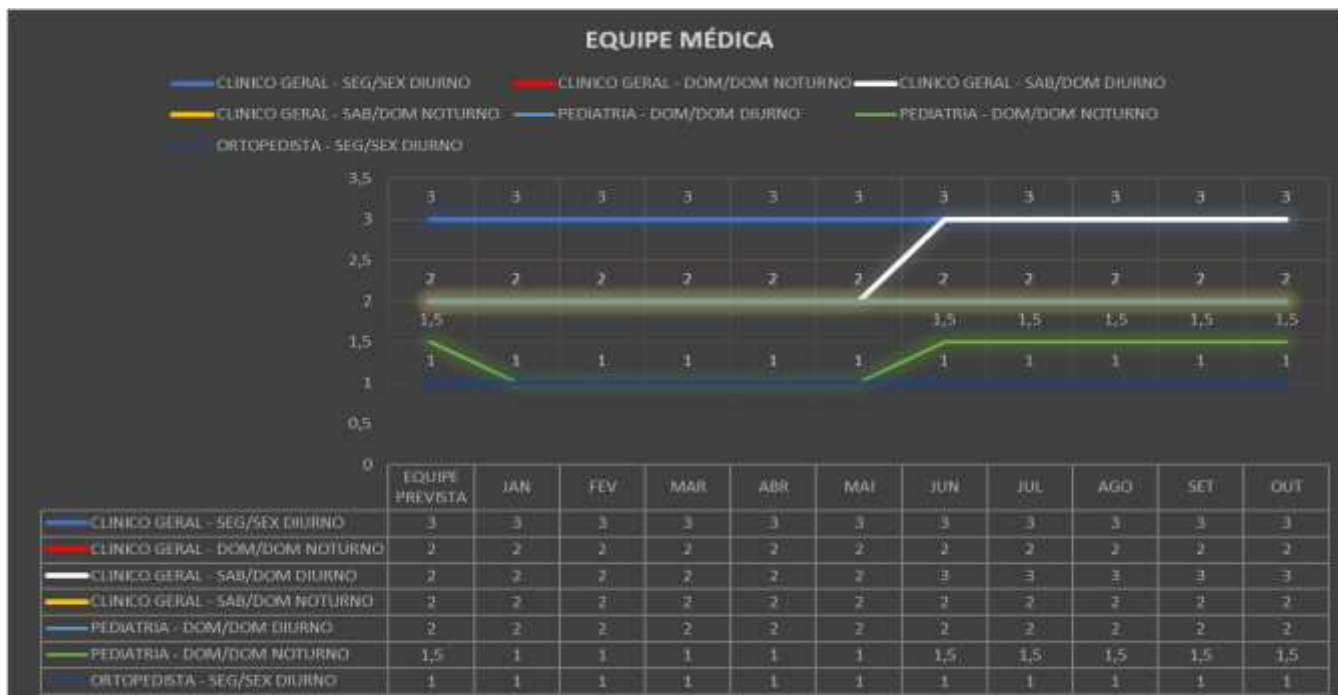 EQUIPE MÉDICA
CLINICO GERAL - SEG/SEX DIURNO CLINICO GERAL - DOM/DOM NOTURNO CLINICO GERAL - SAB/DOM DIURNO
CLINICO GERAL - SAB/DOM NOTURNO PEDIATRIA - DOM/DOM DIURNO PEDIATRIA - DOM/DOM NOTURNO
ORTOPEDISTA - SEG/SEX DIURNO
3,5
3 3 3 3 3 3 3 3 3 3 3
3
2,5
2 2 2 2 2 2 2 2 2 2 2
2
1,5 1,5 1,5 1,5 1,5 1,5
1,5
1 1 1 1 1 1 1 1 1 1 1
1
0,5
0
EQUIPE PREVISTA JAN FEV MAR ABR MAI JUN JUL AGO SET OUT
CLINICO GERAL - SEG/SEX DIURNO 3 3 3 3 3 3 3 3 3 3 3
CLINICO GERAL - DOM/DOM NOTURNO 2 2 2 2 2 2 2 2 2 2 2
CLINICO GERAL - SAB/DOM DIURNO 2 2 2 2 2 2 3 3 3 3 3
CLINICO GERAL - SAB/DOM NOTURNO 2 2 2 2 2 2 2 2 2 2 2
PEDIATRIA - DOM/DOM DIURNO 2 2 2 2 2 2 2 2 2 2 2
PEDIATRIA - DOM/DOM NOTURNO 1,5 1 1 1 1 1 1,5 1,5 1,5 1,5 1,5
ORTOPEDISTA - SEG/SEX DIURNO 1 1 1 1 1 1 1 1 1 1 1